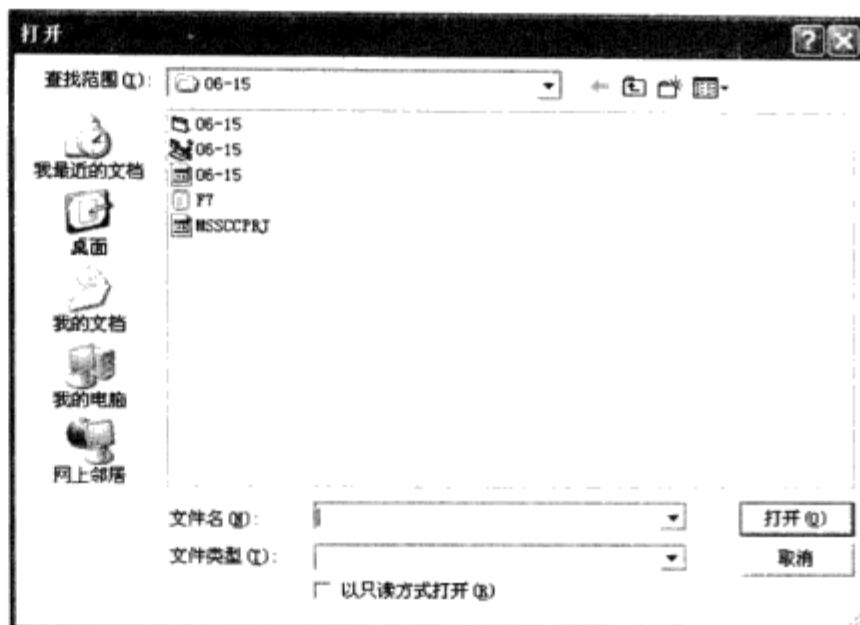 打开
查找范围(I):
06-15
06-15
06-15
06-15
F7
MSSCCPRJ
我最近的文档
桌面
我的文档
我的电脑
网上邻居
文件名(N):
打开(O)
文件类型(T):
取消
以只读方式打开(R)